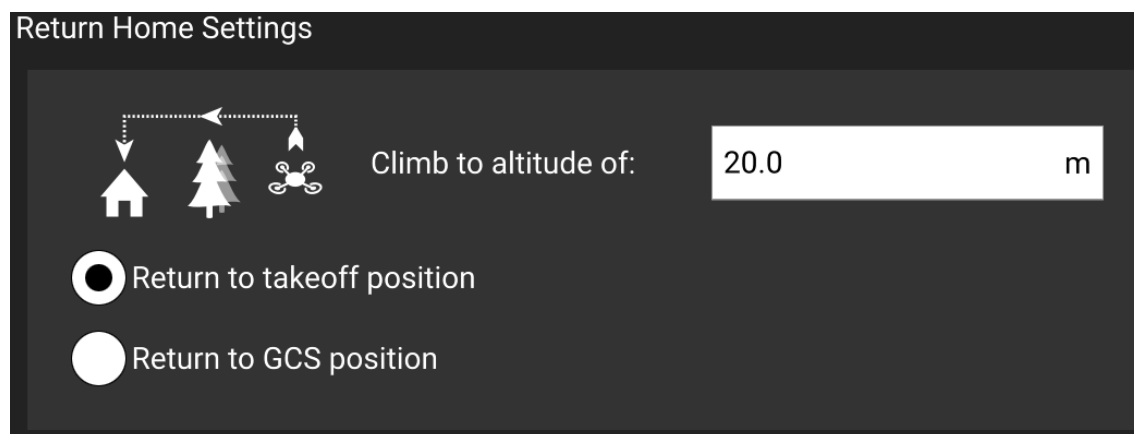 Return Home Settings
Climb to altitude of: 20.0 m
Return to takeoff position
Return to GCS position